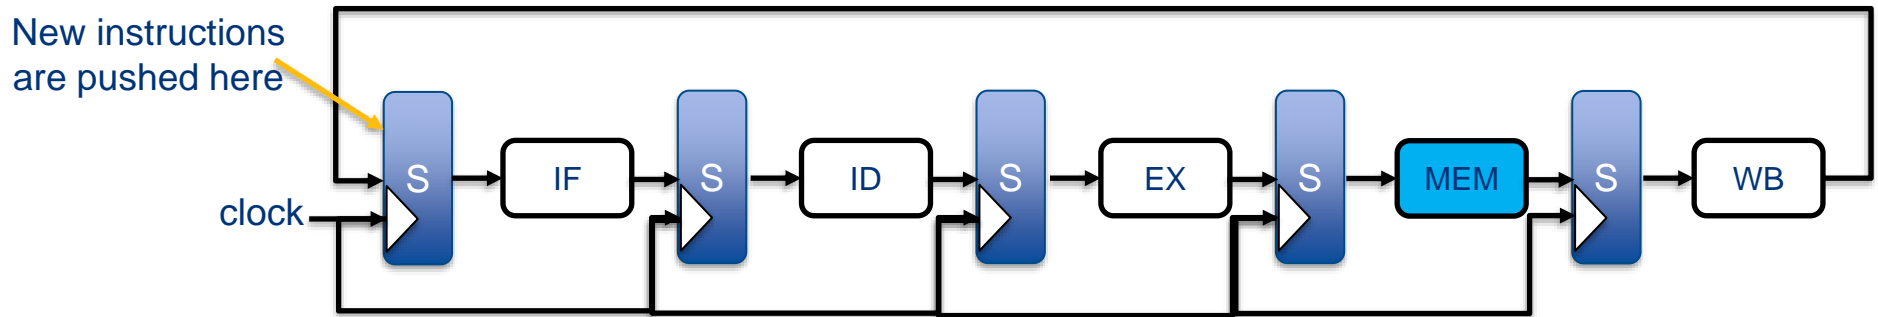 New instructions
are pushed here
S
IF
S
ID
S
EX
S
MEM
S
WB
clock